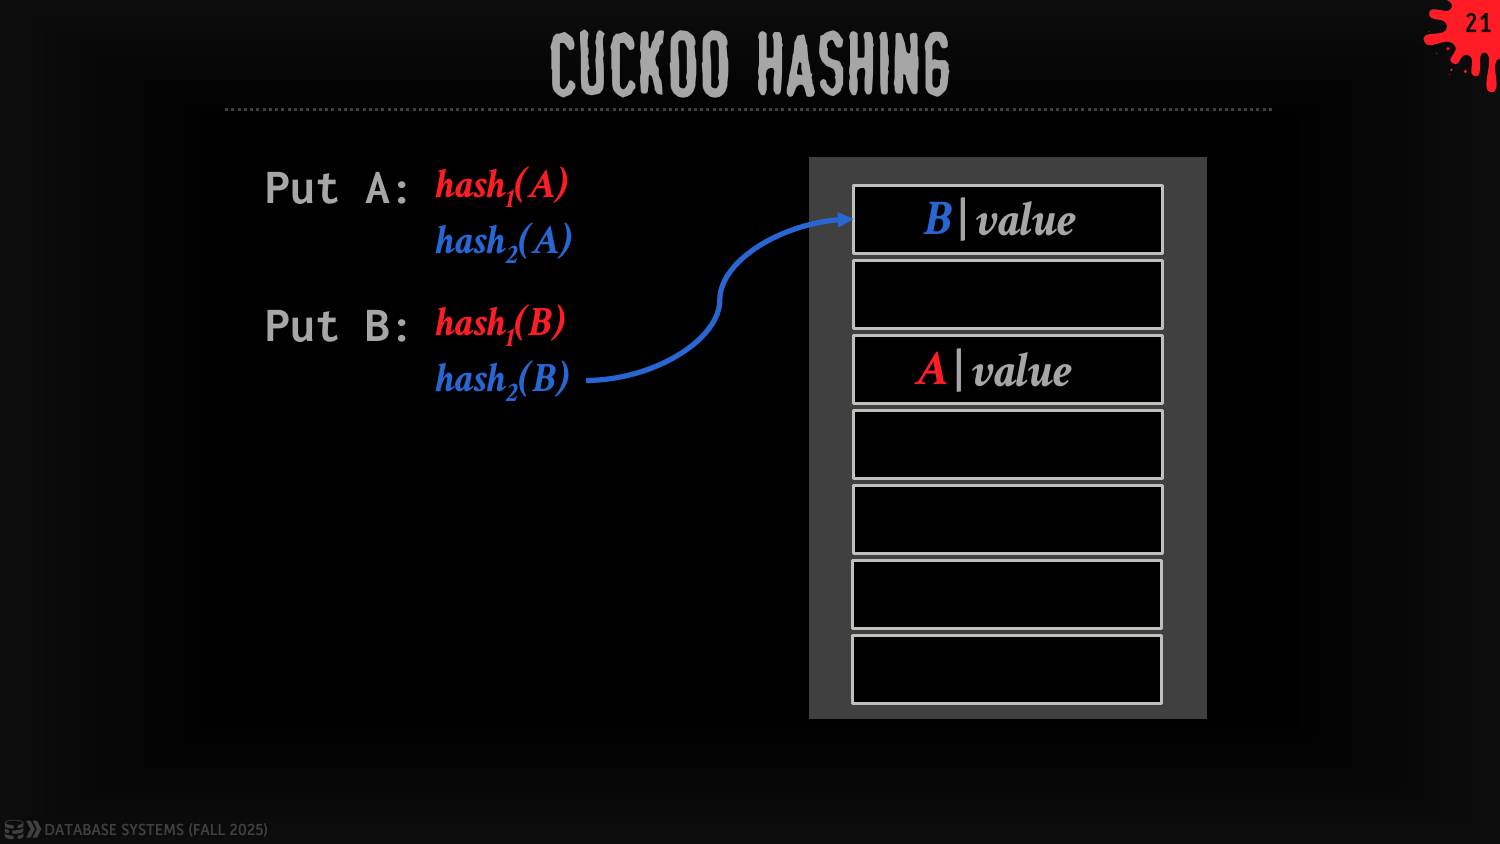 21
CUCKOO HASHING
Put A: hash1(A)
hash2(A)
Put B: hash1(B)
hash2(B)
B|value
A|value
DATABASE SYSTEMS (FALL 2025)